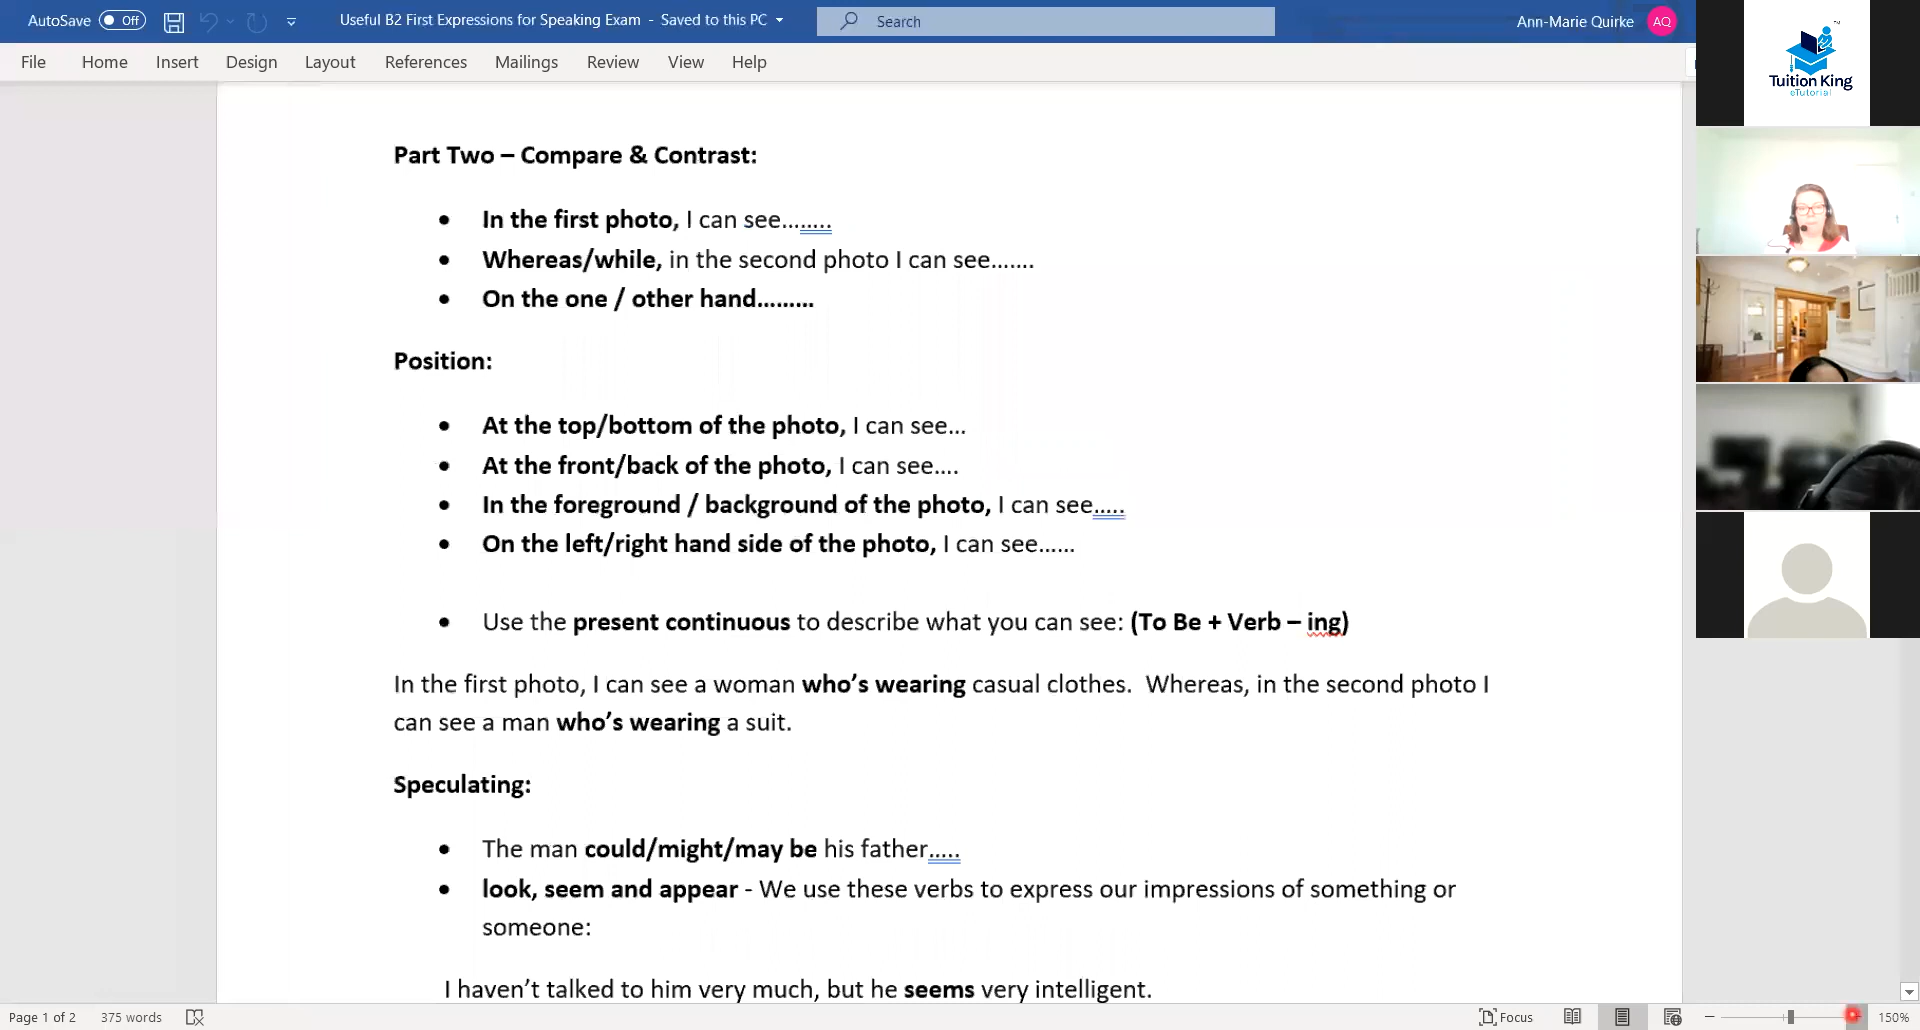 AutoSave Off Useful B2 First Expressions for Speaking Exam - Saved to this PC Search Ann-Marie Quirke AQ
File Home Insert Design Layout References Mailings Review View Help
Tuition King
eTutorial
Part Two – Compare & Contrast:
• In the first photo, I can see……..
• Whereas/while, in the second photo I can see…….
• On the one / other hand………
Position:
• At the top/bottom of the photo, I can see…
• At the front/back of the photo, I can see….
• In the foreground / background of the photo, I can see…..
• On the left/right hand side of the photo, I can see……
• Use the present continuous to describe what you can see: (To Be + Verb – ing)
In the first photo, I can see a woman who’s wearing casual clothes. Whereas, in the second photo I
can see a man who’s wearing a suit.
Speculating:
• The man could/might/may be his father…..
• look, seem and appear - We use these verbs to express our impressions of something or
someone:
I haven’t talked to him very much, but he seems very intelligent.
Page 1 of 2 375 words Focus 150%